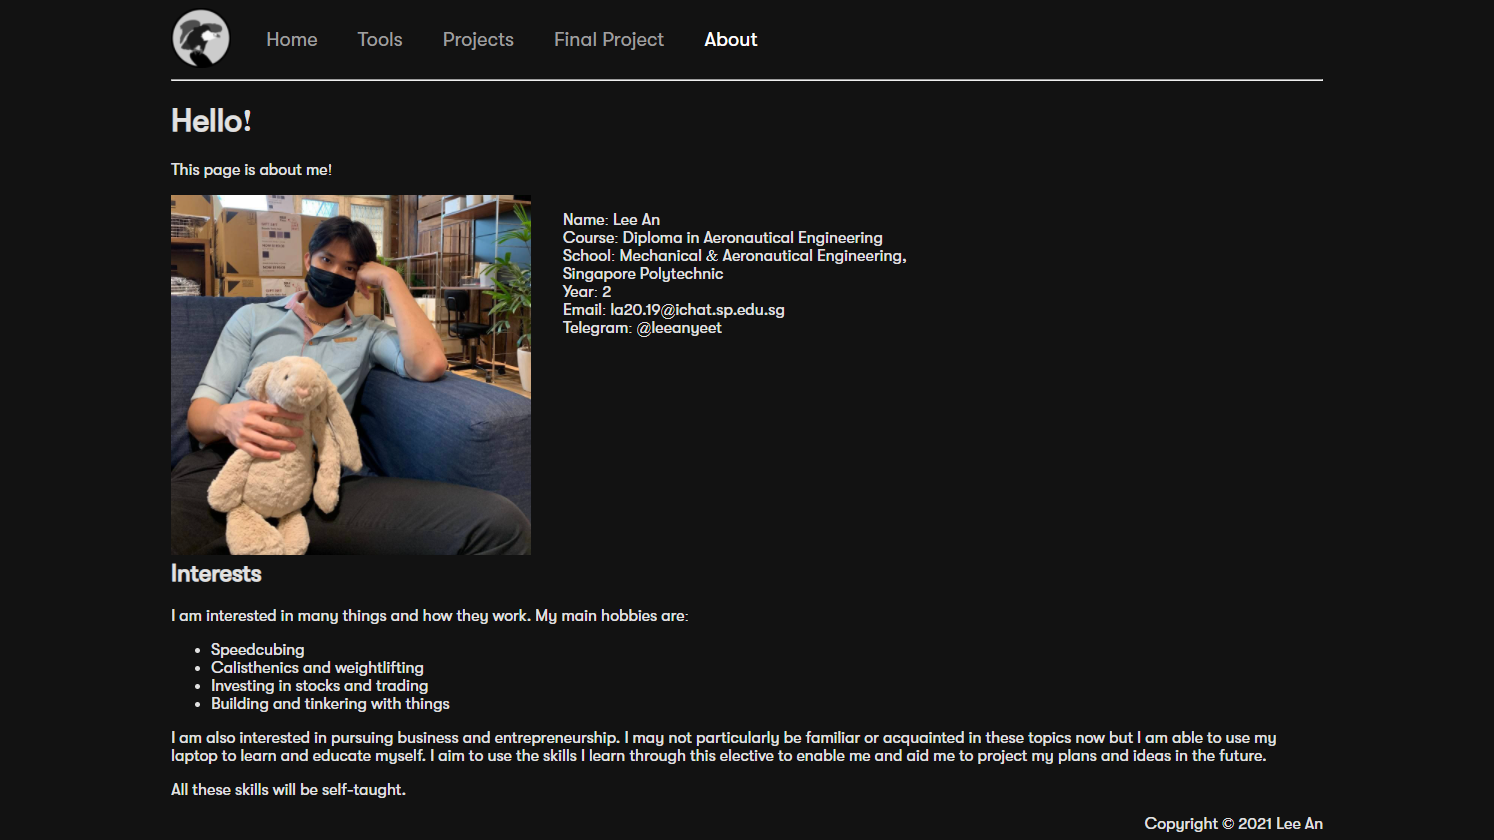 Home Tools Projects Final Project About
Hello!
This page is about me!
Name: Lee An
Course: Diploma in Aeronautical Engineering
School: Mechanical & Aeronautical Engineering,
Singapore Polytechnic
Year: 2
Email: la20.19@ichat.sp.edu.sg
Telegram: @leeanyeet
Interests
I am interested in many things and how they work. My main hobbies are:
• Speedcubing
• Calisthenics and weightlifting
• Investing in stocks and trading
• Building and tinkering with things
I am also interested in pursuing business and entrepreneurship. I may not particularly be familiar or acquainted in these topics now but I am able to use my
laptop to learn and educate myself. I aim to use the skills I learn through this elective to enable me and aid me to project my plans and ideas in the future.
All these skills will be self-taught.
Copyright © 2021 Lee An